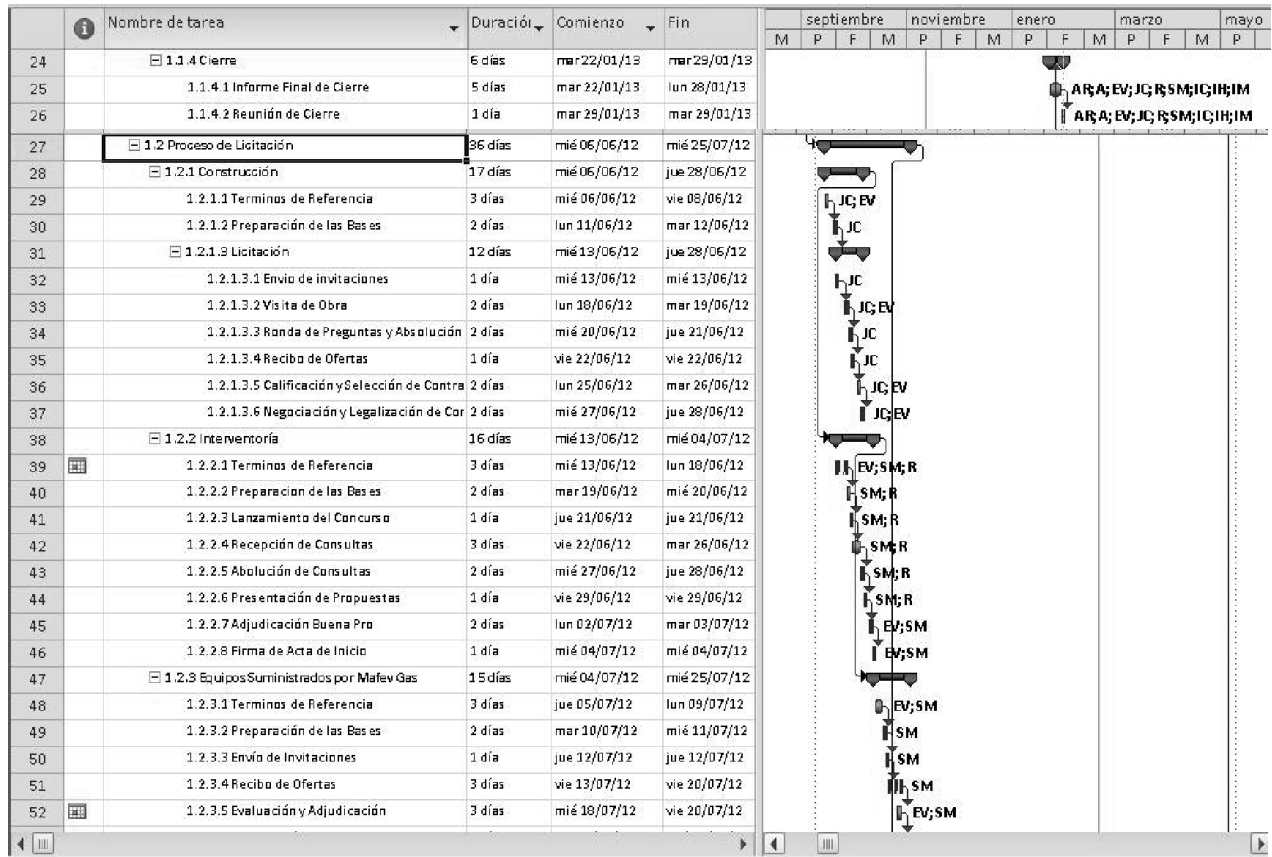 Nombre de tarea Duración Comienzo Fin septiembre noviembre enero marzo mayo
M P F M P F M P F M P F M P
24 1.1.4 Cierre 6 días mar 22/01/13 mar 29/01/13
25 1.1.4.1 Informe Final de Cierre 5 días mar 22/01/13 lun 28/01/13 AR;A;EV;JC;R;SM;IC;IH;IM
26 1.1.4.2 Reunión de Cierre 1 día mar 29/01/13 mar 29/01/13 AR;A;EV;JC;R;SM;IC;IH;IM
27 1.2 Proceso de Licitación 36 días mié 06/06/12 mié 25/07/12
28 1.2.1 Construcción 17 días mié 06/06/12 jue 28/06/12
29 1.2.1.1 Terminos de Referencia 3 días mié 06/06/12 vie 08/06/12 JC;EV
30 1.2.1.2 Preparación de las Bases 2 días lun 11/06/12 mar 12/06/12 JC
31 1.2.1.3 Licitación 12 días mié 13/06/12 jue 28/06/12
32 1.2.1.3.1 Envio de invitaciones 1 día mié 13/06/12 mié 13/06/12 JC
33 1.2.1.3.2 Visita de Obra 2 días lun 18/06/12 mar 19/06/12 JC;EV
34 1.2.1.3.3 Ronda de Preguntas y Absolución 2 días mié 20/06/12 jue 21/06/12 JC
35 1.2.1.3.4 Recibo de Ofertas 1 día vie 22/06/12 vie 22/06/12 JC
36 1.2.1.3.5 Calificación y Selección de Contra 2 días lun 25/06/12 mar 26/06/12 JC;EV
37 1.2.1.3.6 Negociación y Legalización de Cor 2 días mié 27/06/12 jue 28/06/12 JC;EV
38 1.2.2 Interventoría 16 días mié 13/06/12 mié 04/07/12
39 1.2.2.1 Terminos de Referencia 3 días mié 13/06/12 lun 18/06/12 EV;SM;R
40 1.2.2.2 Preparacion de las Bases 2 días mar 19/06/12 mié 20/06/12 SM;R
41 1.2.2.3 Lanzamiento del Concurso 1 día jue 21/06/12 jue 21/06/12 SM;R
42 1.2.2.4 Recepción de Consultas 3 días vie 22/06/12 mar 26/06/12 SM;R
43 1.2.2.5 Abolución de Consultas 2 días mié 27/06/12 jue 28/06/12 SM;R
44 1.2.2.6 Presentación de Propuestas 1 día vie 29/06/12 vie 29/06/12 SM;R
45 1.2.2.7 Adjudicación Buena Pro 2 días lun 02/07/12 mar 03/07/12 EV;SM
46 1.2.2.8 Firma de Acta de Inicio 1 día mié 04/07/12 mié 04/07/12 EV;SM
47 1.2.3 Equipos Suministrados por Mafev Gas 15 días mié 04/07/12 mié 25/07/12
48 1.2.3.1 Terminos de Referencia 3 días jue 05/07/12 lun 09/07/12 EV;SM
49 1.2.3.2 Preparación de las Bases 2 días mar 10/07/12 mié 11/07/12 SM
50 1.2.3.3 Envío de Invitaciones 1 día jue 12/07/12 jue 12/07/12 SM
51 1.2.3.4 Recibo de Ofertas 3 días vie 13/07/12 vie 20/07/12 SM
52 1.2.3.5 Evaluación y Adjudicación 3 días mié 18/07/12 vie 20/07/12 EV;SM